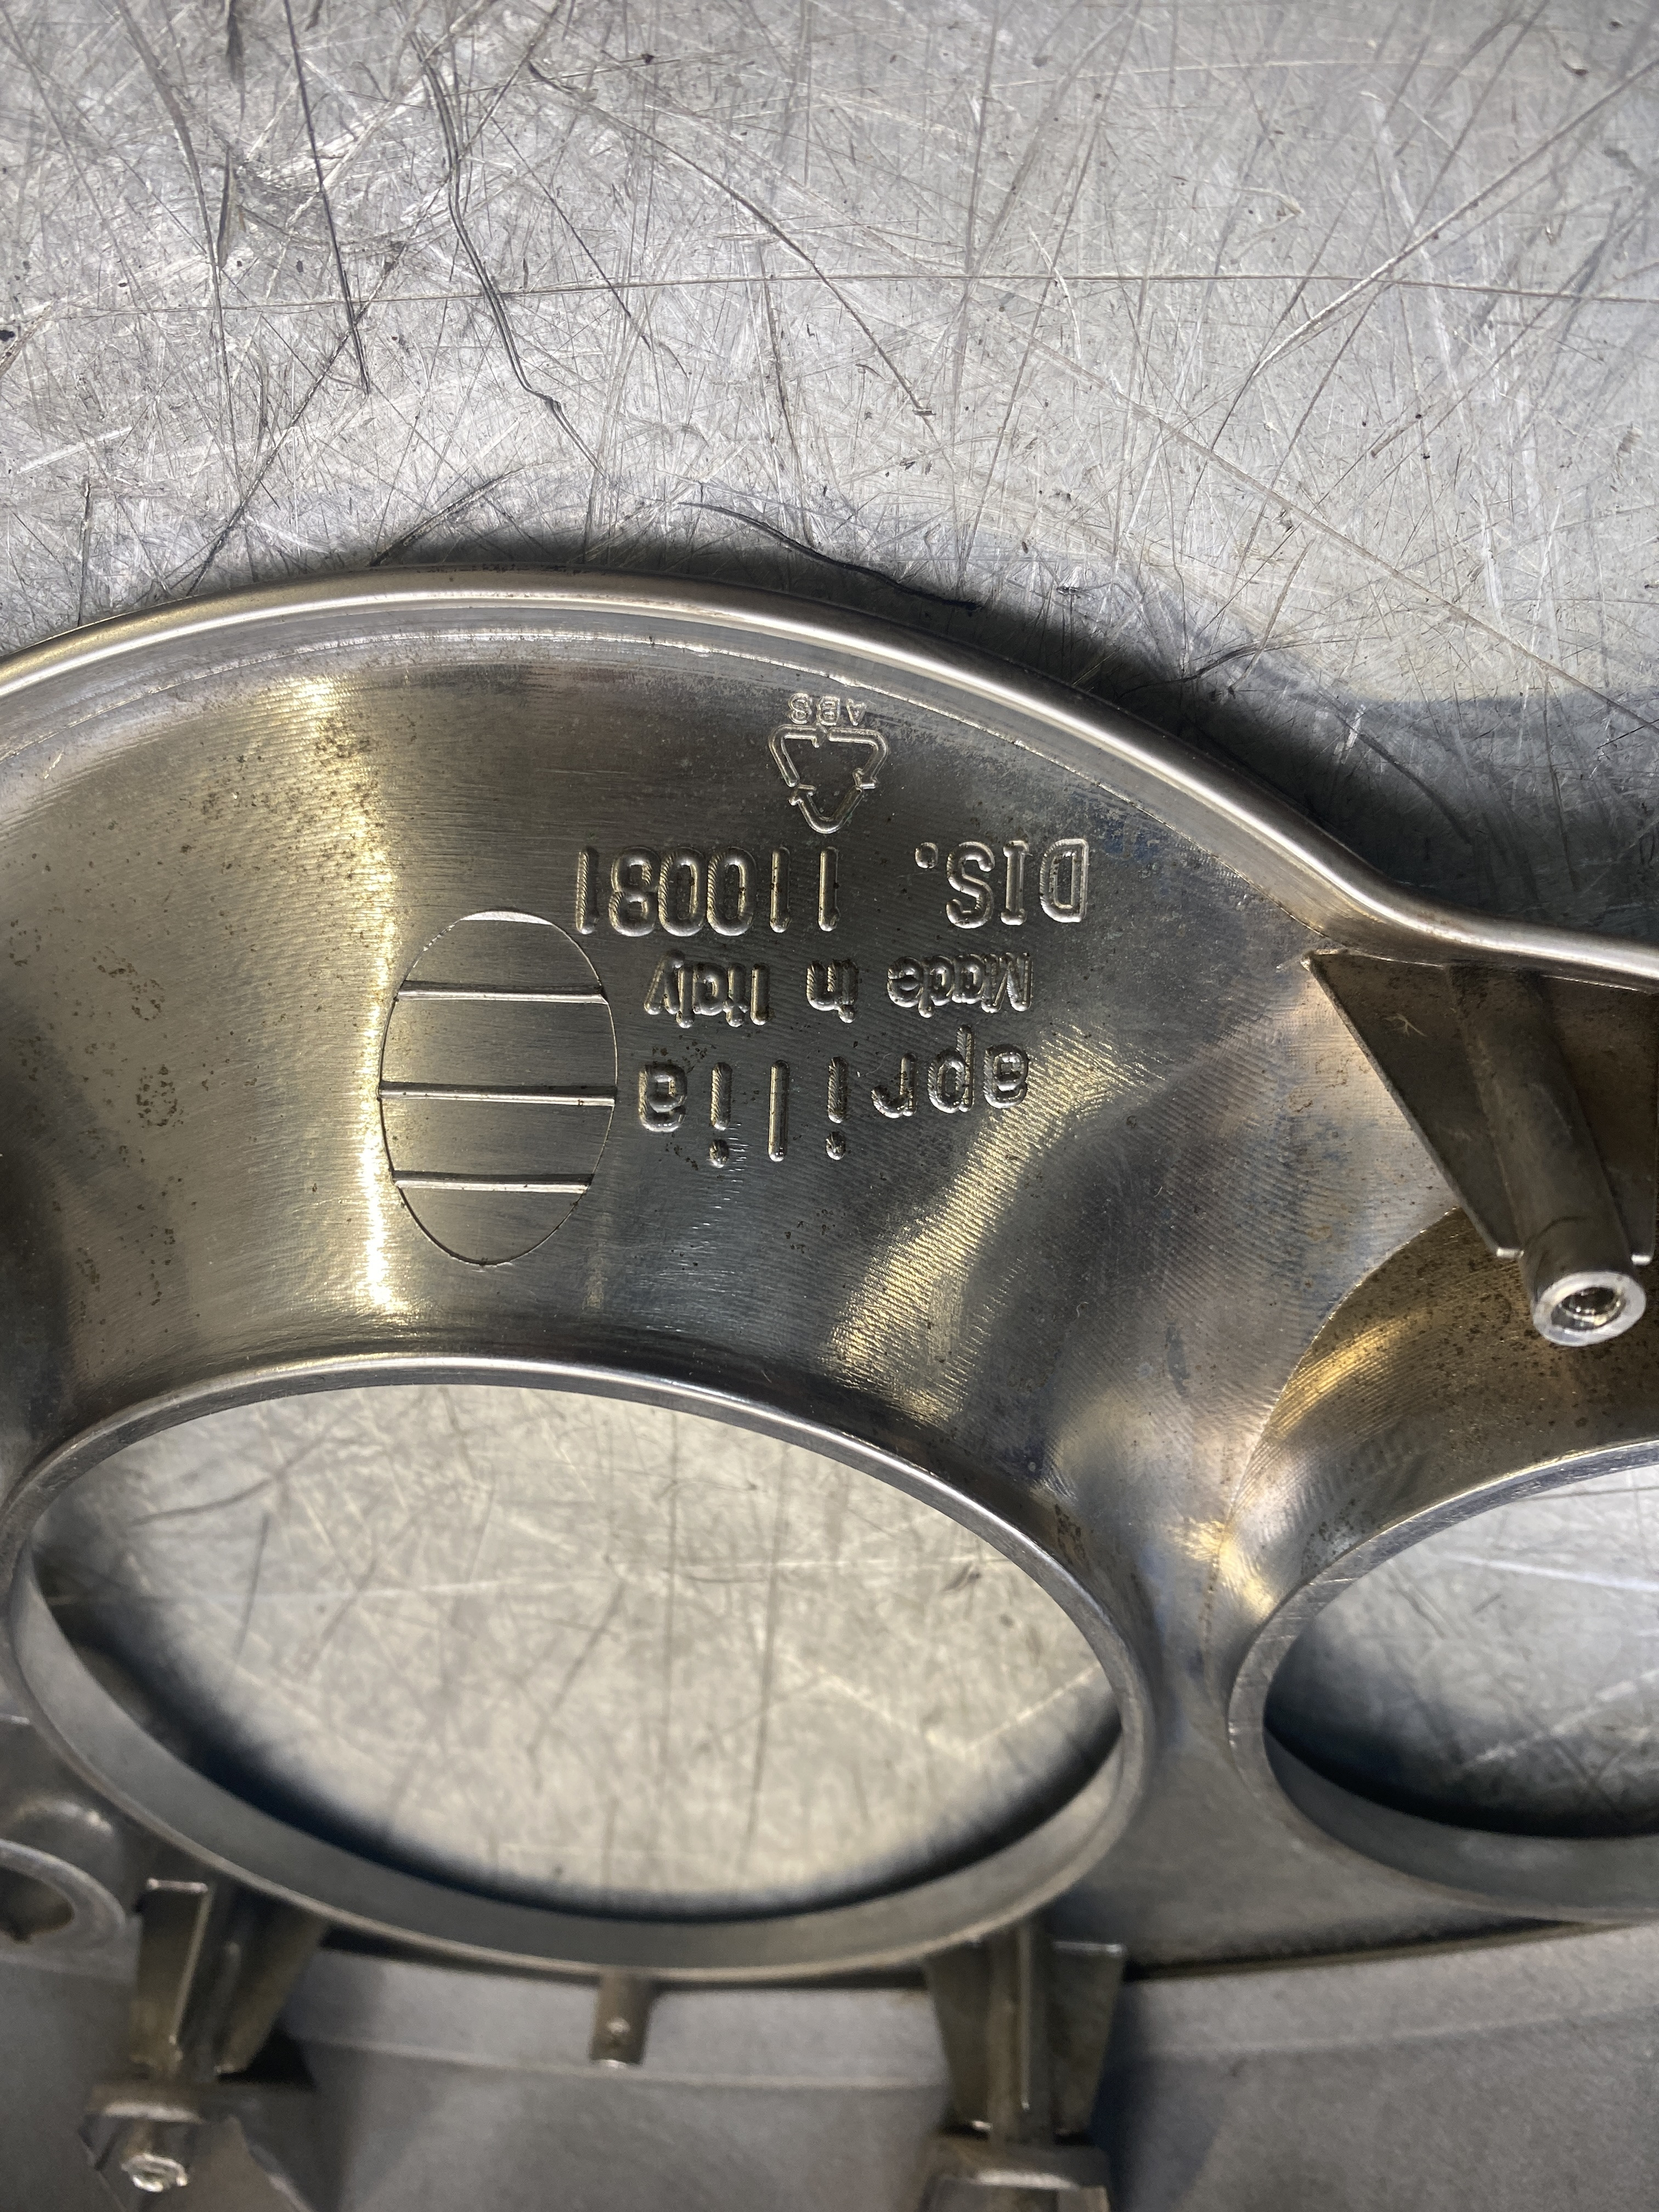 aprilia
Made in Italy
DIS. 110081
ABS